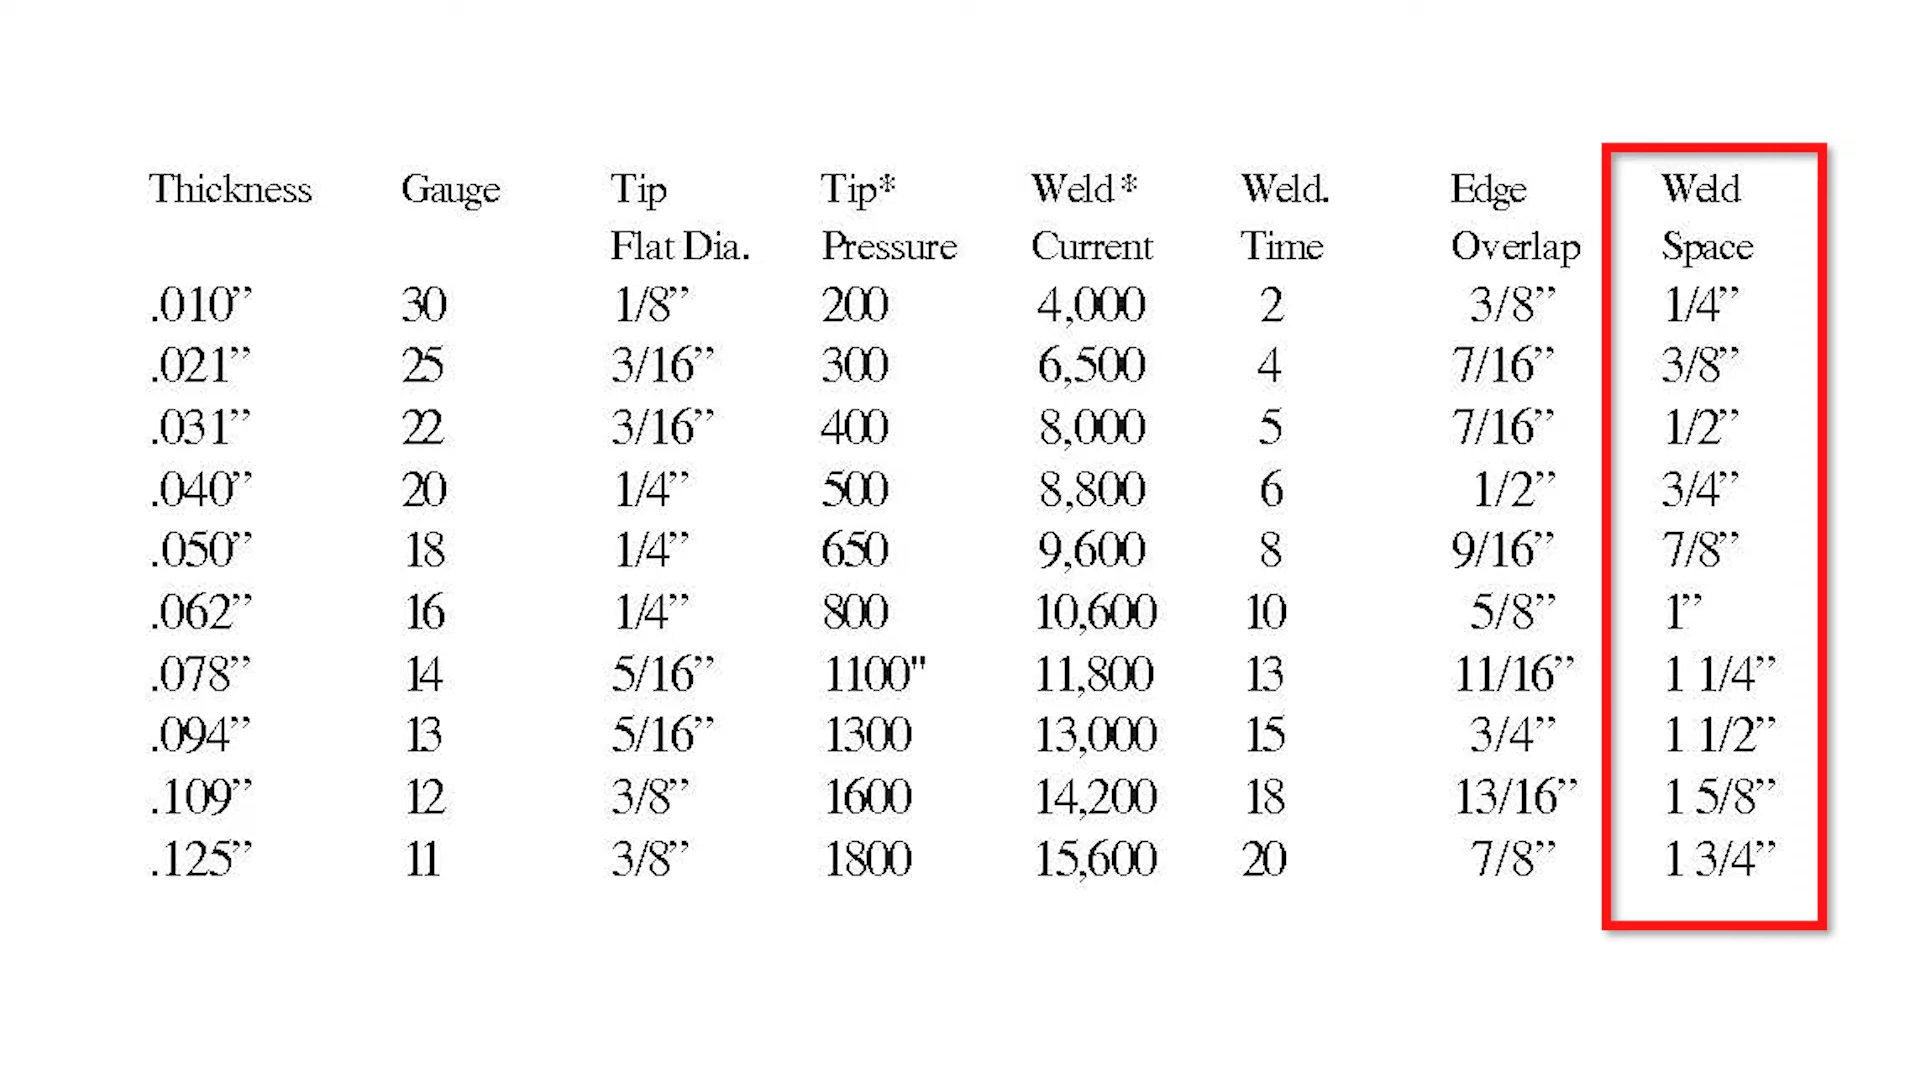 Thickness Gauge Tip Tip* Weld* Weld. Edge Weld
Flat Dia. Pressure Current Time Overlap Space
.010” 30 1/8” 200 4,000 2 3/8” 1/4”
.021” 25 3/16” 300 6,500 4 7/16” 3/8”
.031” 22 3/16” 400 8,000 5 7/16” 1/2”
.040” 20 1/4” 500 8,800 6 1/2” 3/4”
.050” 18 1/4” 650 9,600 8 9/16” 7/8”
.062” 16 1/4” 800 10,600 10 5/8” 1”
.078” 14 5/16” 1100" 11,800 13 11/16” 1 1/4”
.094” 13 5/16” 1300 13,000 15 3/4” 1 1/2”
.109” 12 3/8” 1600 14,200 18 13/16” 1 5/8”
.125” 11 3/8” 1800 15,600 20 7/8” 1 3/4”